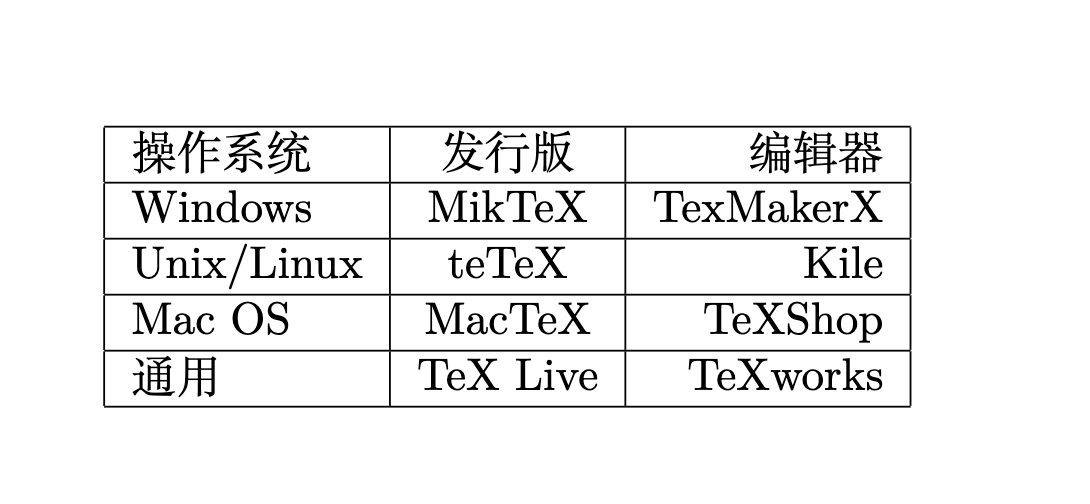 操作系统 发行版 编辑器
Windows MikTeX TexMakerX
Unix/Linux teTeX Kile
Mac OS MacTeX TeXShop
通用 TeX Live TeXworks